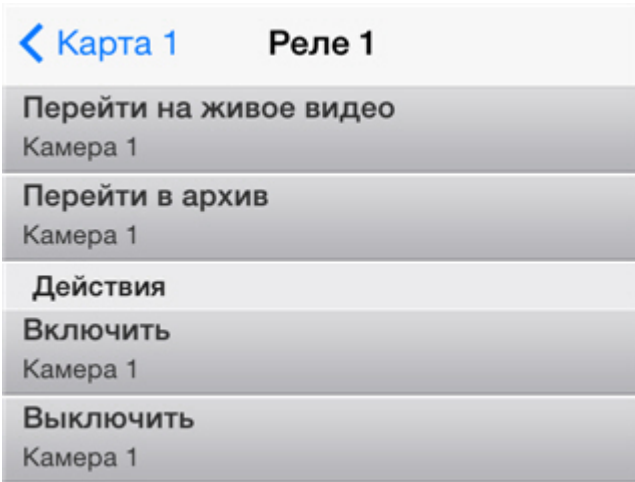 Карта 1 Реле 1
Перейти на живое видео
Камера 1
Перейти в архив
Камера 1
Действия
Включить
Камера 1
Выключить
Камера 1